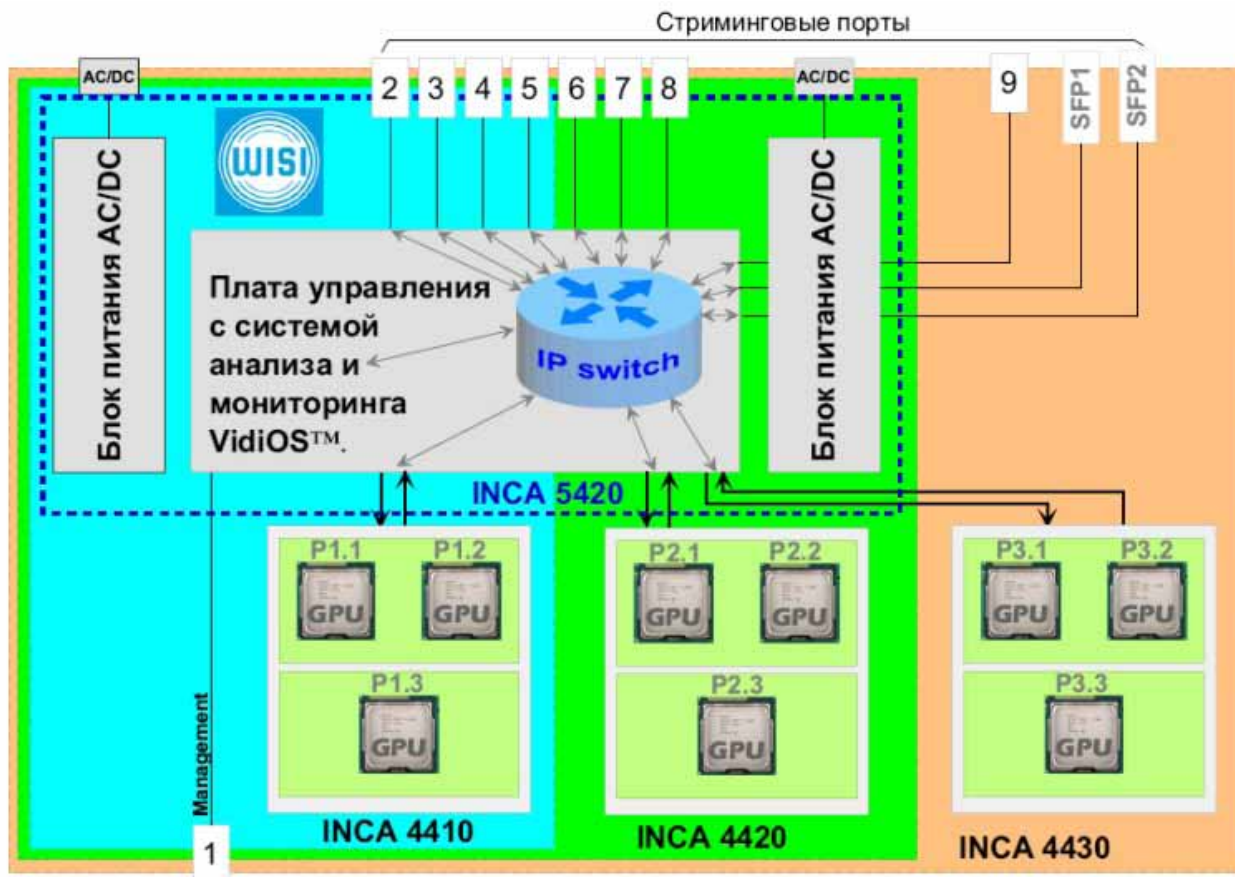 Стриминговые порты
AC/DC
2
3
4
5
6
7
8
AC/DC
9
SFP1
SFP2
WISI
Блок питания AC/DC
Плата управления
с системой
анализа и
мониторинга
VidiOS™.
IP switch
Блок питания AC/DC
INCA 5420
P1.1
P1.2
GPU
GPU
P1.3
GPU
P2.1
P2.2
GPU
GPU
P2.3
GPU
P3.1
P3.2
GPU
GPU
P3.3
GPU
Management
1
INCA 4410
INCA 4420
INCA 4430